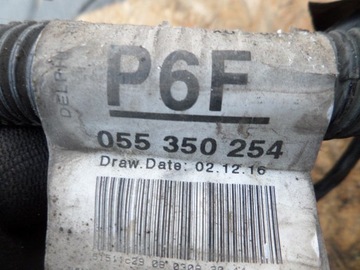 DELPHI
P6F
055 350 254
Draw.Date: 02.12.16